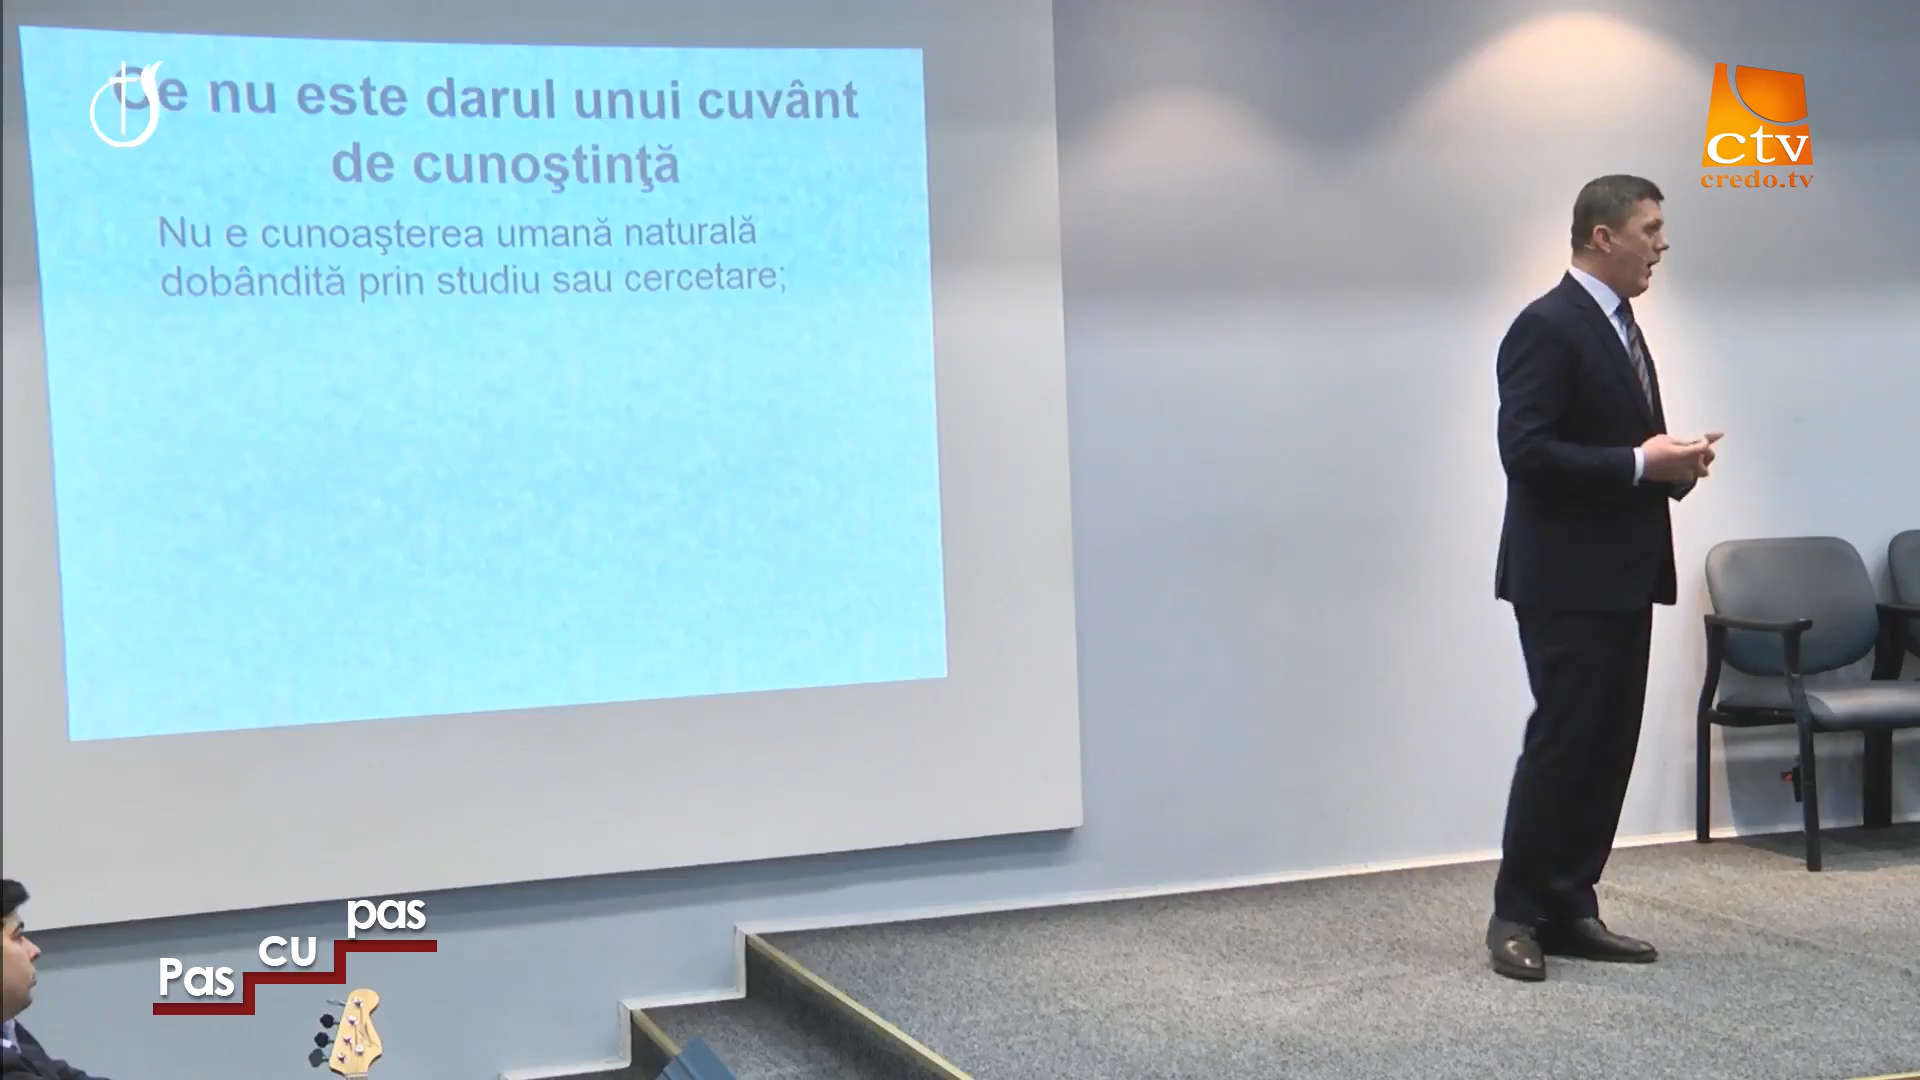 Ce nu este darul unui cuvânt
de cunoştinţă
Nu e cunoaşterea umană naturală
dobândită prin studiu sau cercetare;
ctv
credo.tv
Pas
cu
pas